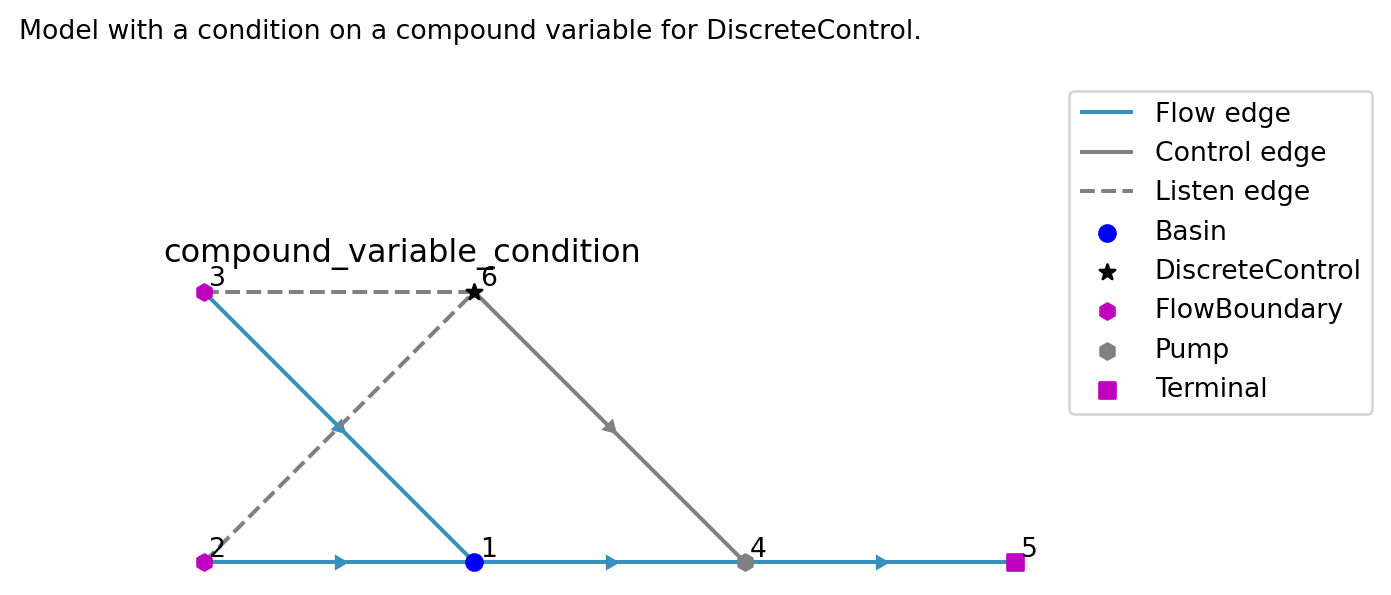 Model with a condition on a compound variable for DiscreteControl.
Flow edge
Control edge
Listen edge
Basin
DiscreteControl
FlowBoundary
Pump
Terminal
compound_variable_condition
3
6
2
1
4
5